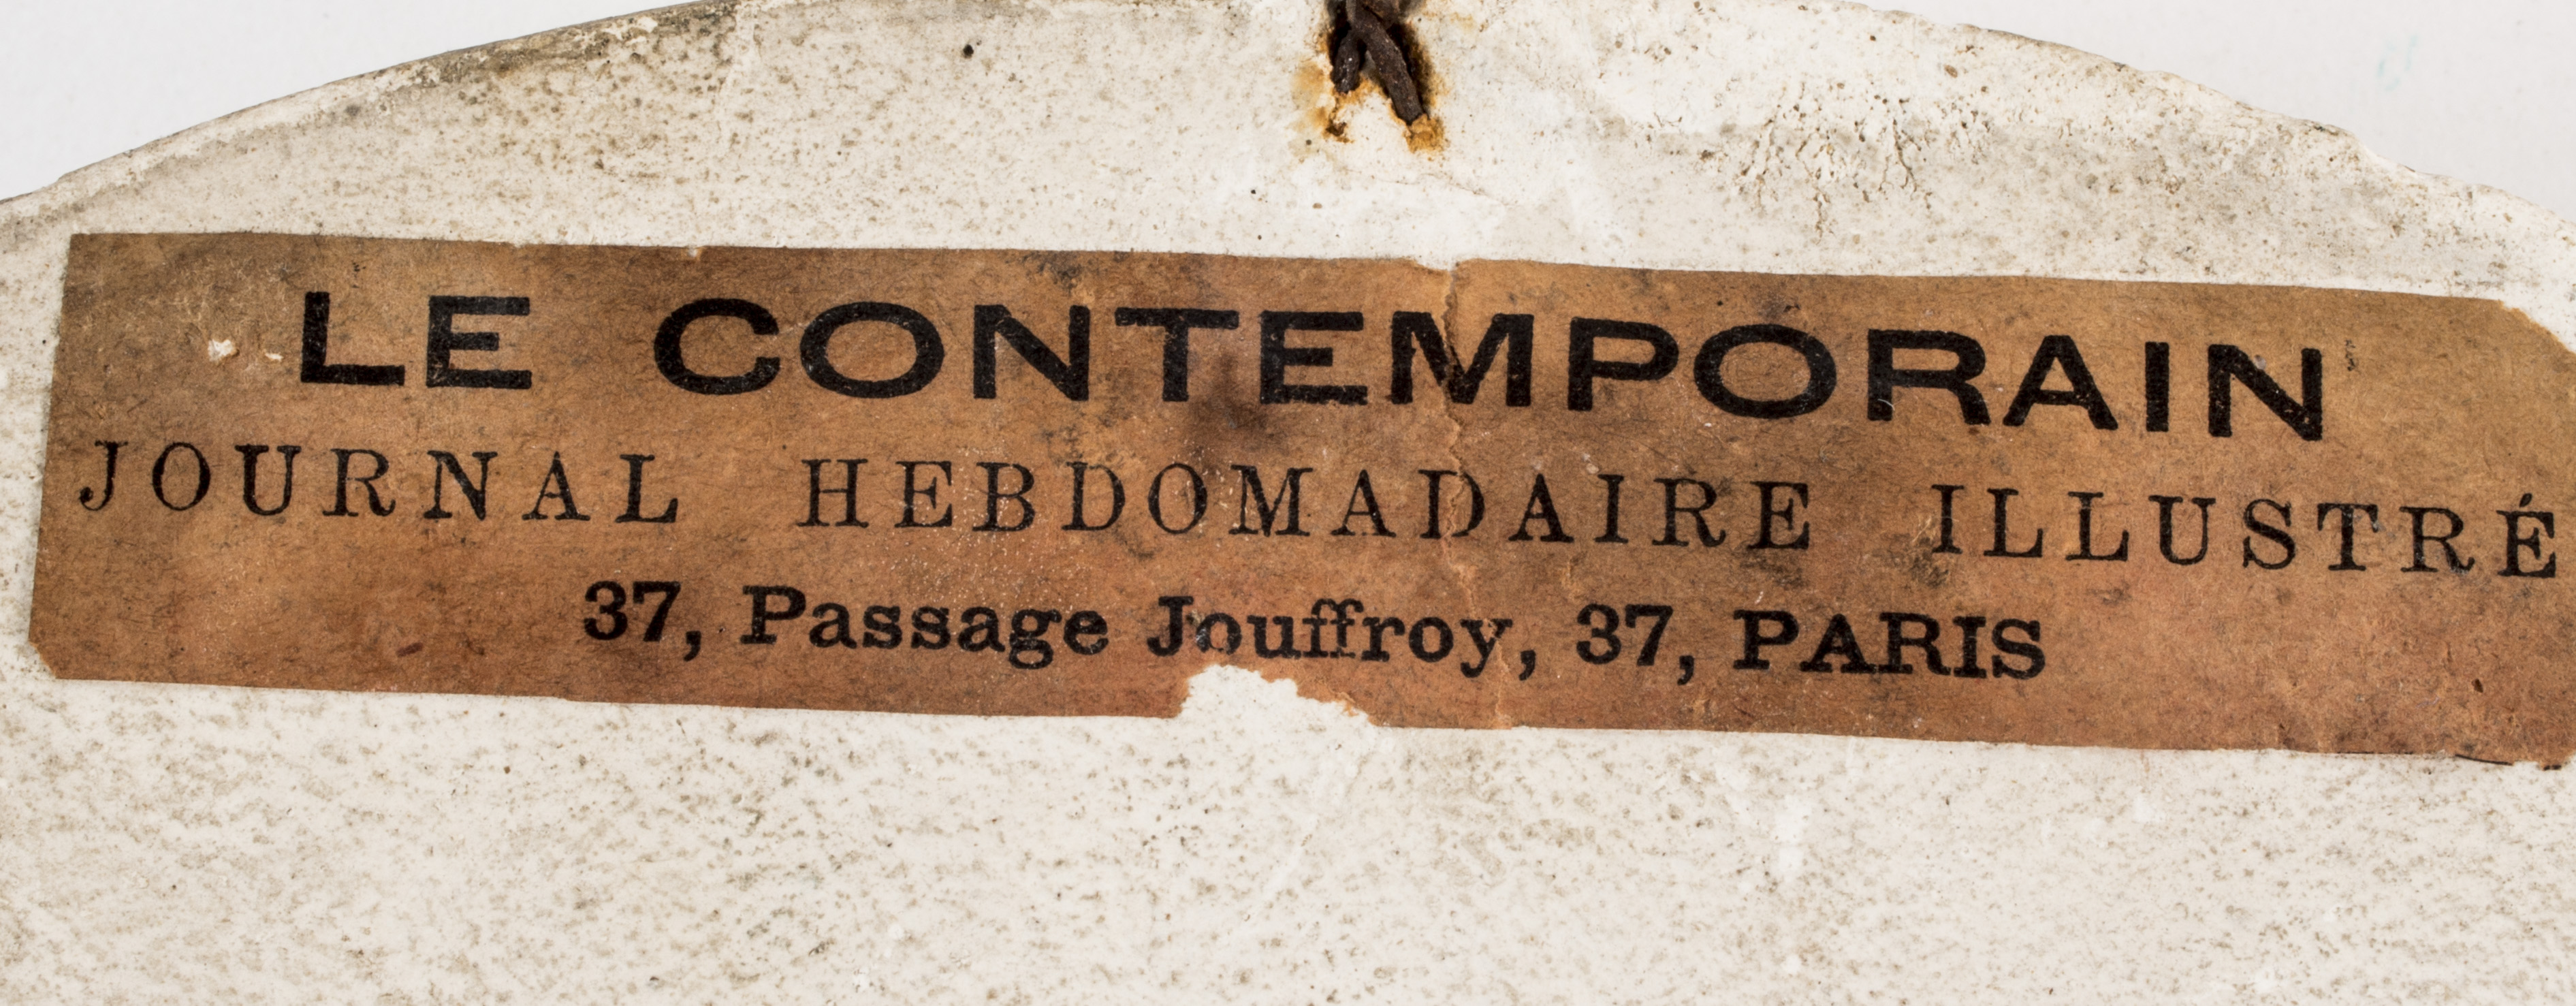 LE CONTEMPORAIN
JOURNAL HEBDOMADAIRE ILLUSTRÉ
37, Passage Jouffroy, 37, PARIS